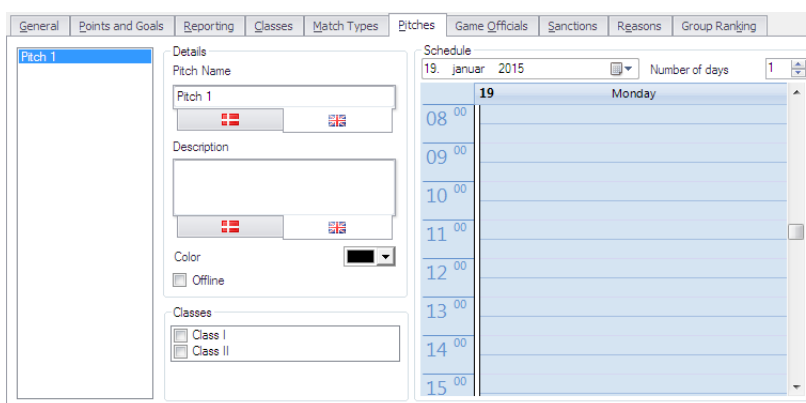 General Points and Goals Reporting Classes Match Types Pitches Game Officials Sanctions Reasons Group Ranking
Pitch 1
Details
Pitch Name
Pitch 1
Description
Color
Offline
Classes
Class I
Class II
Schedule
19. januar 2015 Number of days 1
19 Monday
08 00
09 00
10 00
11 00
12 00
13 00
14 00
15 00